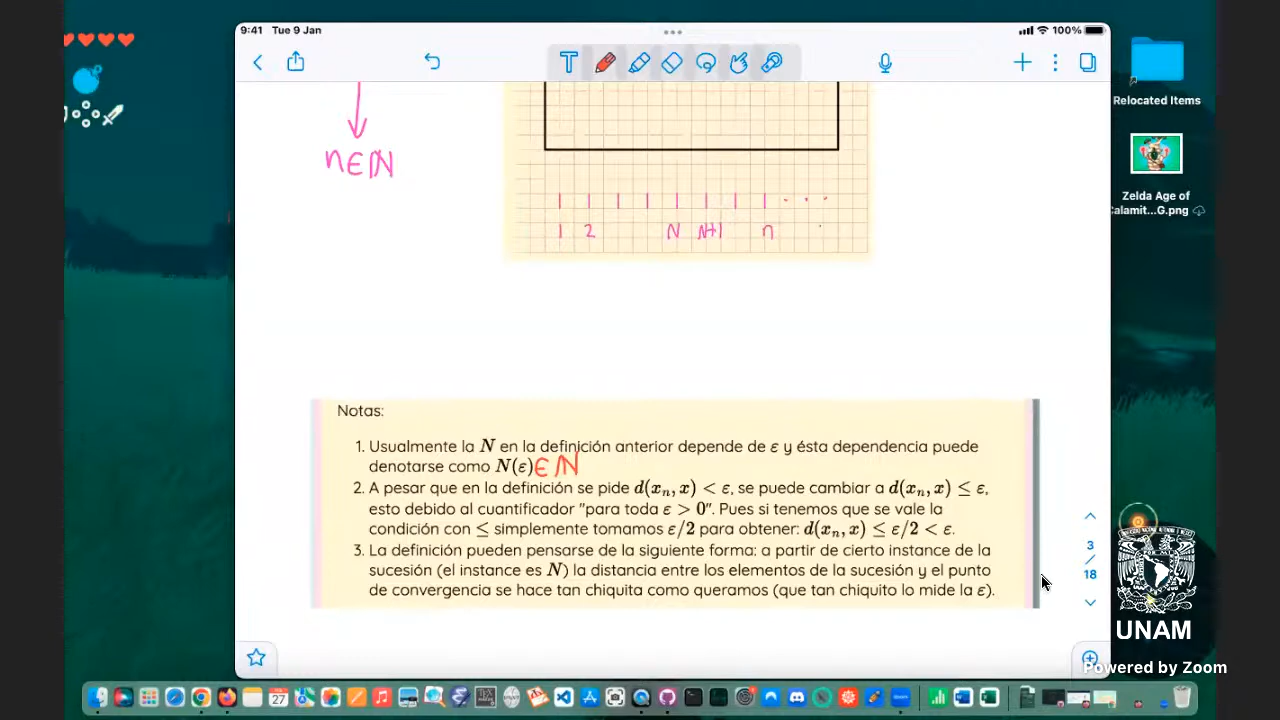 9:41 Tue 9 Jan
100%
Relocated Items
Zelda Age of
Calamit...G.png
n∈ℕ
1 2 N N+1 n
Notas:
1. Usualmente la N en la definición anterior depende de ε y ésta dependencia puede
denotarse como N(ε)∈ℕ
2. A pesar que en la definición se pide d(xₙ, x) < ε, se puede cambiar a d(xₙ, x) ≤ ε,
esto debido al cuantificador "para toda ε > 0". Pues si tenemos que se vale la
condición con ≤ simplemente tomamos ε/2 para obtener: d(xₙ, x) ≤ ε/2 < ε.
3. La definición pueden pensarse de la siguiente forma: a partir de cierto instance de la
sucesión (el instance es N) la distancia entre los elementos de la sucesión y el punto
de convergencia se hace tan chiquita como queramos (que tan chiquito lo mide la ε).
3
/
18
UNAM
Powered by Zoom